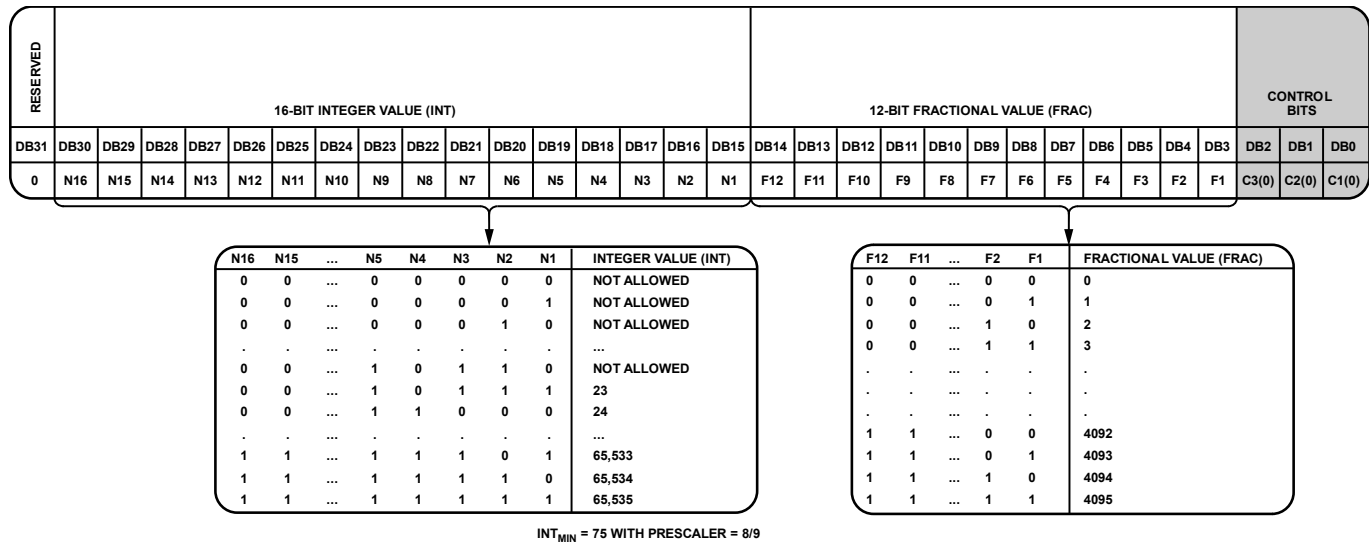 RESERVED
16-BIT INTEGER VALUE (INT)
12-BIT FRACTIONAL VALUE (FRAC)
CONTROL
BITS
DB31 DB30 DB29 DB28 DB27 DB26 DB25 DB24 DB23 DB22 DB21 DB20 DB19 DB18 DB17 DB16 DB15 DB14 DB13 DB12 DB11 DB10 DB9 DB8 DB7 DB6 DB5 DB4 DB3 DB2 DB1 DB0
0 N16 N15 N14 N13 N12 N11 N10 N9 N8 N7 N6 N5 N4 N3 N2 N1 F12 F11 F10 F9 F8 F7 F6 F5 F4 F3 F2 F1 C3(0) C2(0) C1(0)
N16 N15 ... N5 N4 N3 N2 N1 INTEGER VALUE (INT)
0 0 ... 0 0 0 0 0 NOT ALLOWED
0 0 ... 0 0 0 0 1 NOT ALLOWED
0 0 ... 0 0 0 1 0 NOT ALLOWED
. . ... . . . . . ...
0 0 ... 1 0 1 1 0 NOT ALLOWED
0 0 ... 1 0 1 1 1 23
0 0 ... 1 1 0 0 0 24
. . ... . . . . . ...
1 1 ... 1 1 1 0 1 65,533
1 1 ... 1 1 1 1 0 65,534
1 1 ... 1 1 1 1 1 65,535
INTMIN = 75 WITH PRESCALER = 8/9
F12 F11 ... F2 F1 FRACTIONAL VALUE (FRAC)
0 0 ... 0 0 0
0 0 ... 0 1 1
0 0 ... 1 0 2
0 0 ... 1 1 3
. . ... . . .
. . ... . . .
. . ... . . .
1 1 ... 0 0 4092
1 1 ... 0 1 4093
1 1 ... 1 0 4094
1 1 ... 1 1 4095